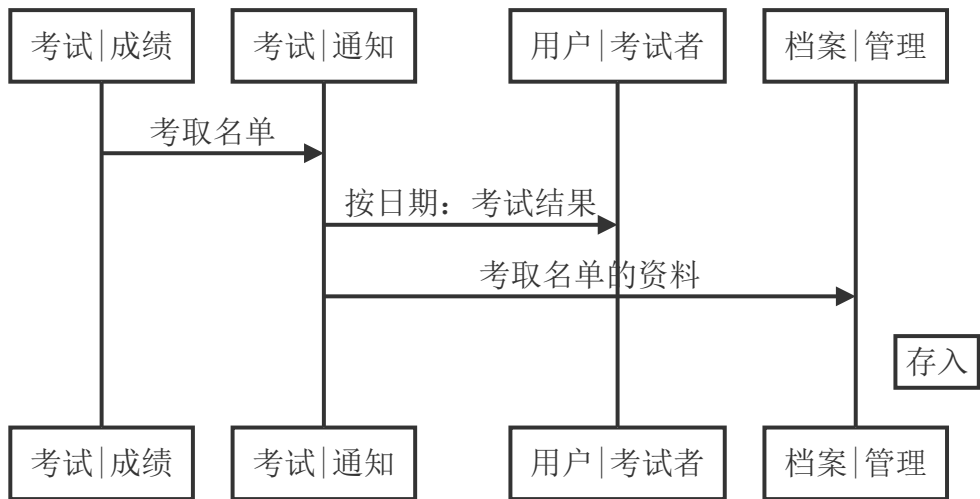 考试|成绩
考试|通知
用户|考试者
档案|管理
考取名单
按日期：考试结果
考取名单的资料
存入
考试|成绩
考试|通知
用户|考试者
档案|管理